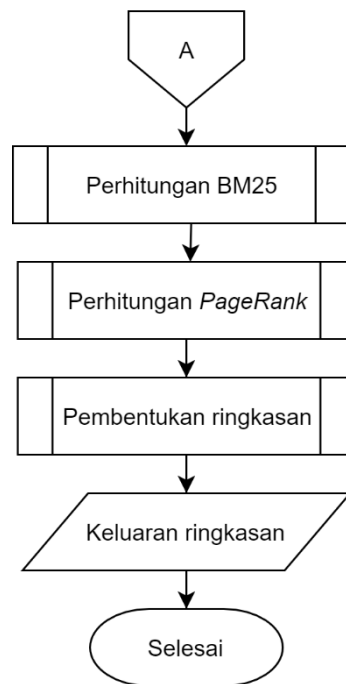 A
Perhitungan BM25
Perhitungan PageRank
Pembentukan ringkasan
Keluaran ringkasan
Selesai